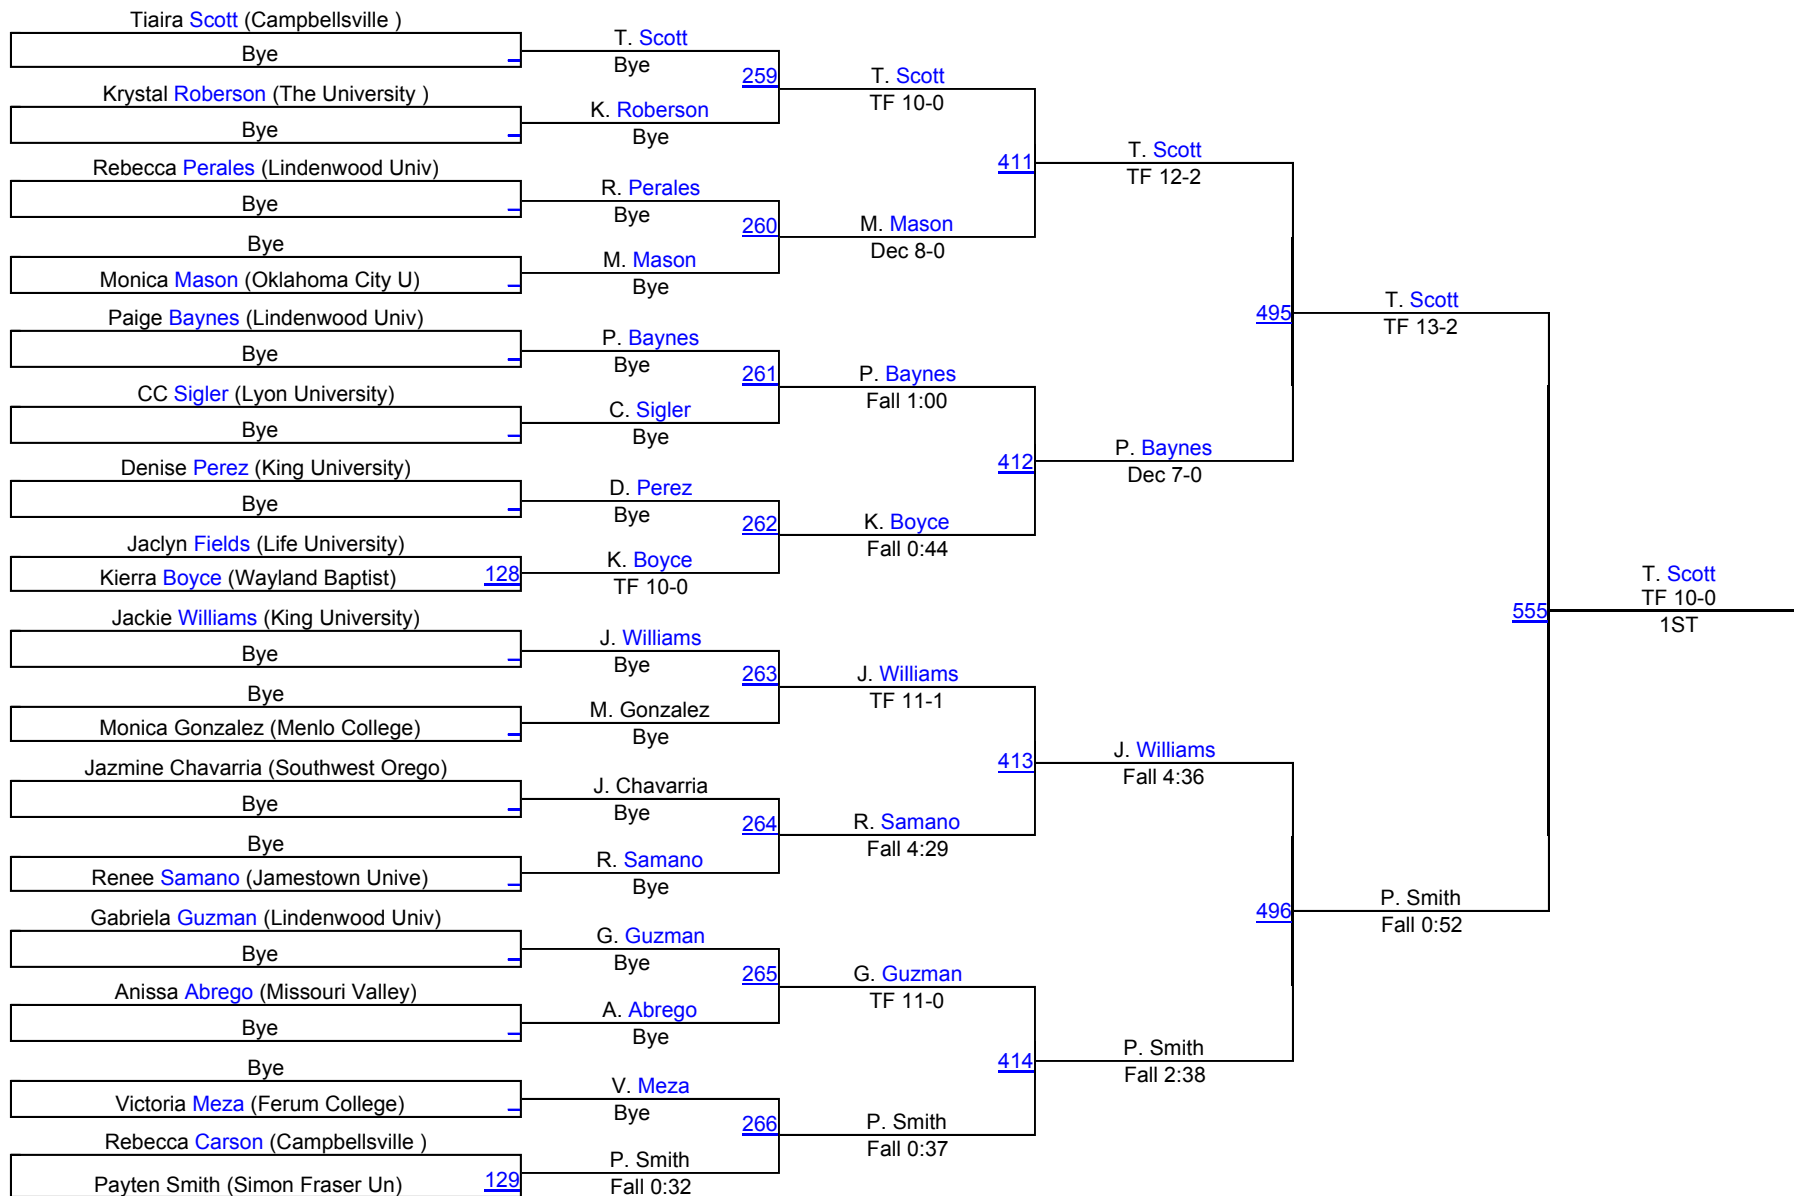 Tiaira Scott (Campbellsville )
Bye
Krystal Roberson (The University )
Bye
Rebecca Perales (Lindenwood Univ)
Bye
Bye
Monica Mason (Oklahoma City U)
Paige Baynes (Lindenwood Univ)
Bye
CC Sigler (Lyon University)
Bye
Denise Perez (King University)
Bye
Jaclyn Fields (Life University)
Kierra Boyce (Wayland Baptist) 128
Jackie Williams (King University)
Bye
Bye
Monica Gonzalez (Menlo College)
Jazmine Chavarria (Southwest Orego)
Bye
Bye
Renee Samano (Jamestown Unive)
Gabriela Guzman (Lindenwood Univ)
Bye
Anissa Abrego (Missouri Valley)
Bye
Bye
Victoria Meza (Ferum College)
Rebecca Carson (Campbellsville )
Payten Smith (Simon Fraser Un) 129
T. Scott
Bye
259
K. Roberson
Bye
R. Perales
Bye
260
M. Mason
Bye
P. Baynes
Bye
261
C. Sigler
Bye
D. Perez
Bye
262
K. Boyce
TF 10-0
J. Williams
Bye
263
M. Gonzalez
Bye
J. Chavarria
Bye
264
R. Samano
Bye
G. Guzman
Bye
265
A. Abrego
Bye
V. Meza
Bye
266
P. Smith
Fall 0:32
T. Scott
TF 10-0
411
M. Mason
Dec 8-0
P. Baynes
Fall 1:00
412
K. Boyce
Fall 0:44
J. Williams
TF 11-1
413
R. Samano
Fall 4:29
G. Guzman
TF 11-0
414
P. Smith
Fall 0:37
T. Scott
TF 12-2
495
P. Baynes
Dec 7-0
J. Williams
Fall 4:36
496
P. Smith
Fall 2:38
T. Scott
TF 13-2
555
P. Smith
Fall 0:52
T. Scott
TF 10-0
1ST